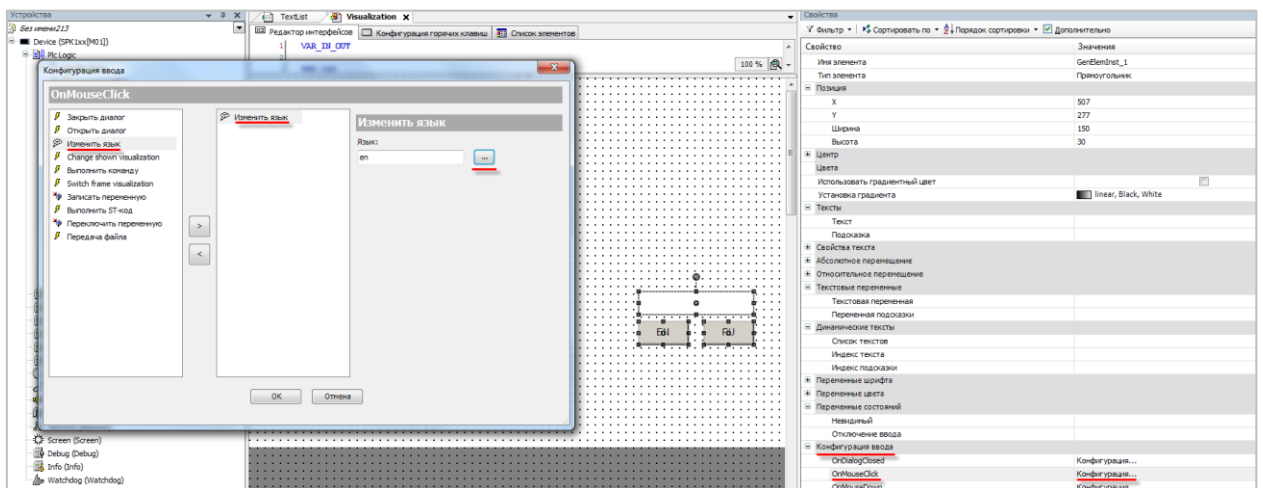 Устройства
Без имени213
Device (SPK1xx[M01])
Plc Logic
TextList
Visualization
Редактор интерфейсов
Конфигурация горячих клавиш
Список элементов
1 VAR_IN_OUT
2
100 %
Конфигурация ввода
OnMouseClick
Закрыть диалог
Открыть диалог
Изменить язык
Change shown visualization
Выполнить команду
Switch frame visualization
Записать переменную
Выполнить ST-код
Переключить переменную
Передача файла
>
<
Изменить язык
Изменить язык
Язык:
en
...
OK
Отмена
Screen (Screen)
Debug (Debug)
Info (Info)
Watchdog (Watchdog)
EN
RU
Свойства
Фильтр
Сортировать по
Порядок сортировки
Дополнительно
Свойство Значения
Имя элемента GenElemInst_1
Тип элемента Прямоугольник
Позиция
X 507
Y 277
Ширина 150
Высота 30
Центр
Цвета
Использовать градиентный цвет
Установка градиента linear, Black, White
Тексты
Текст
Подсказка
Свойства текста
Абсолютное перемещение
Относительное перемещение
Текстовые переменные
Текстовая переменная
Переменная подсказки
Динамические тексты
Список текстов
Индекс текста
Индекс подсказки
Переменные шрифта
Переменные цвета
Переменные состояний
Невидимый
Отключение ввода
Конфигурация ввода
OnDialogClosed Конфигурация...
OnMouseClick Конфигурация...
OnMouseDown Конфигурация...